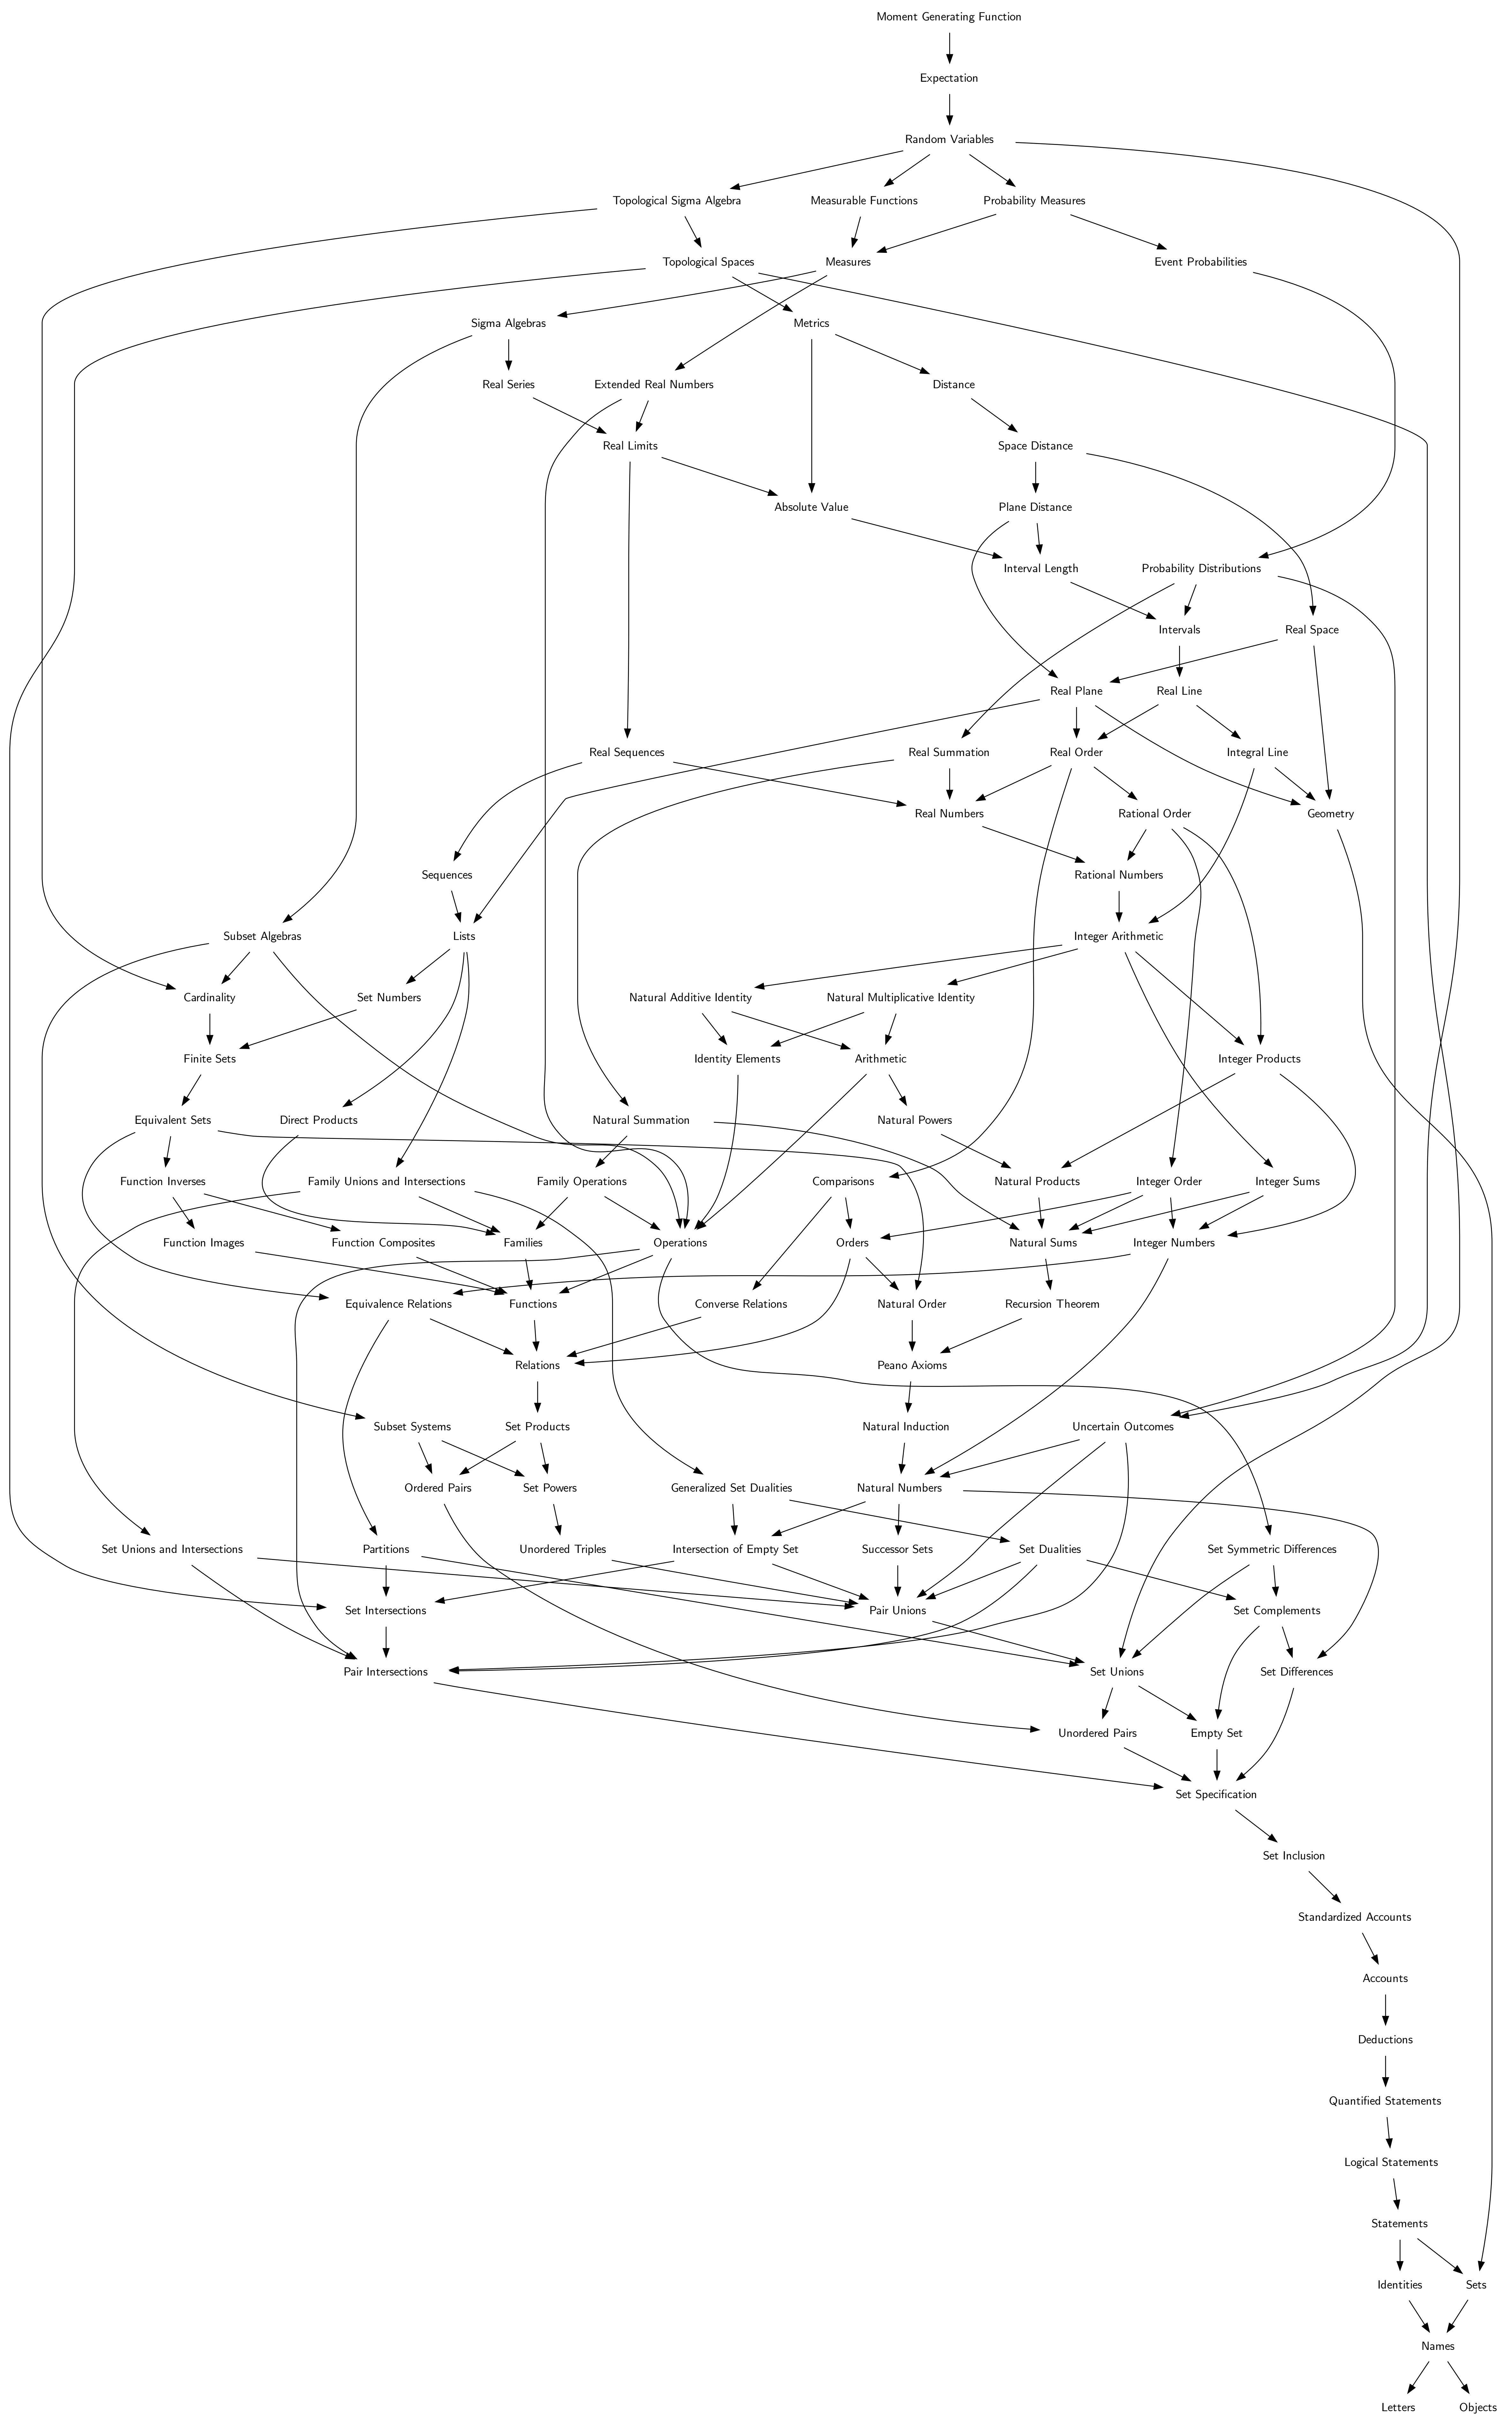 Moment Generating Function
Expectation
Random Variables
Topological Sigma Algebra
Measurable Functions
Probability Measures
Topological Spaces
Measures
Event Probabilities
Sigma Algebras
Metrics
Real Series
Extended Real Numbers
Distance
Real Limits
Space Distance
Absolute Value
Plane Distance
Interval Length
Probability Distributions
Intervals
Real Space
Real Plane
Real Line
Real Sequences
Real Summation
Real Order
Integral Line
Real Numbers
Rational Order
Geometry
Sequences
Rational Numbers
Subset Algebras
Lists
Integer Arithmetic
Cardinality
Set Numbers
Natural Additive Identity
Natural Multiplicative Identity
Finite Sets
Identity Elements
Arithmetic
Integer Products
Equivalent Sets
Direct Products
Natural Summation
Natural Powers
Function Inverses
Family Unions and Intersections
Family Operations
Comparisons
Natural Products
Integer Order
Integer Sums
Function Images
Function Composites
Families
Operations
Orders
Natural Sums
Integer Numbers
Equivalence Relations
Functions
Converse Relations
Natural Order
Recursion Theorem
Relations
Peano Axioms
Subset Systems
Set Products
Natural Induction
Uncertain Outcomes
Ordered Pairs
Set Powers
Generalized Set Dualities
Natural Numbers
Set Unions and Intersections
Partitions
Unordered Triples
Intersection of Empty Set
Successor Sets
Set Dualities
Set Symmetric Differences
Set Intersections
Pair Unions
Set Complements
Pair Intersections
Set Unions
Set Differences
Unordered Pairs
Empty Set
Set Specification
Set Inclusion
Standardized Accounts
Accounts
Deductions
Quantified Statements
Logical Statements
Statements
Identities
Sets
Names
Letters
Objects